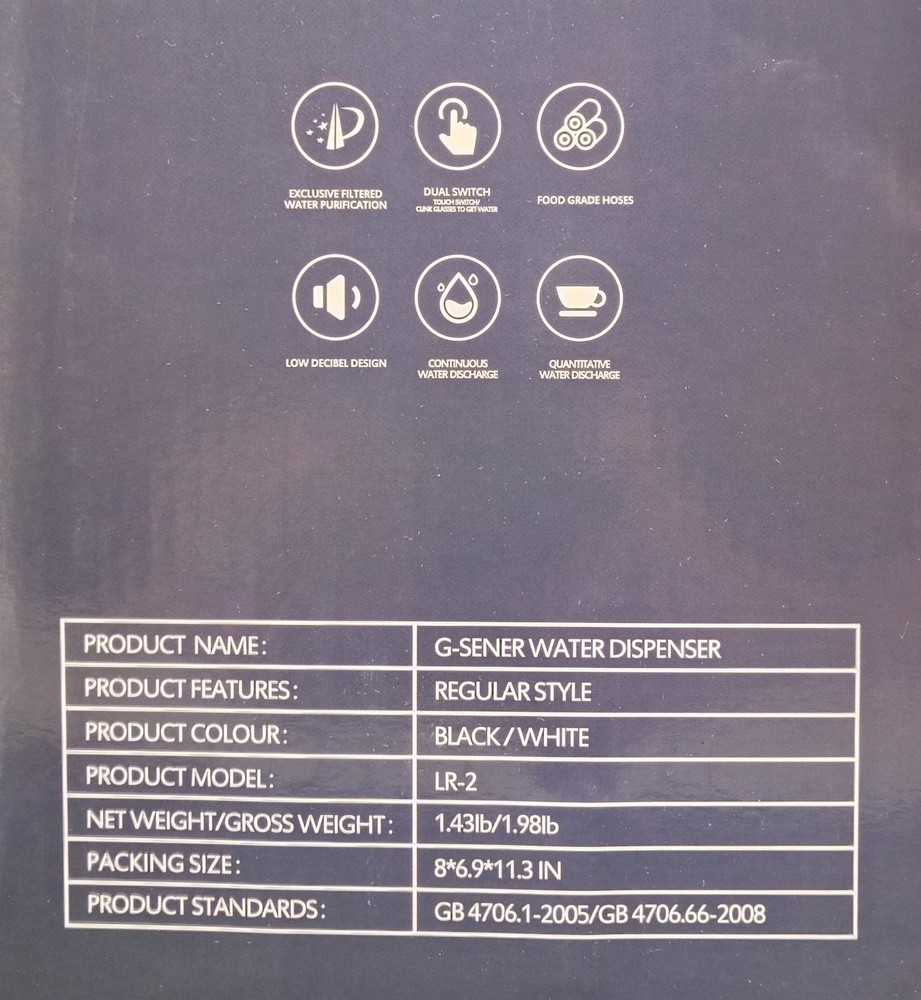 EXCLUSIVE FILTERED
WATER PURIFICATION
DUAL SWITCH
TOUCH SWITCH/
CLINK GLASSES TO GET WATER
FOOD GRADE HOSES
LOW DECIBEL DESIGN
CONTINUOUS
WATER DISCHARGE
QUANTITATIVE
WATER DISCHARGE
PRODUCT NAME: G-SENER WATER DISPENSER
PRODUCT FEATURES: REGULAR STYLE
PRODUCT COLOUR: BLACK/WHITE
PRODUCT MODEL: LR-2
NET WEIGHT/GROSS WEIGHT: 1.43lb/1.98lb
PACKING SIZE: 8*6.9*11.3 IN
PRODUCT STANDARDS: GB 4706.1-2005/GB 4706.66-2008